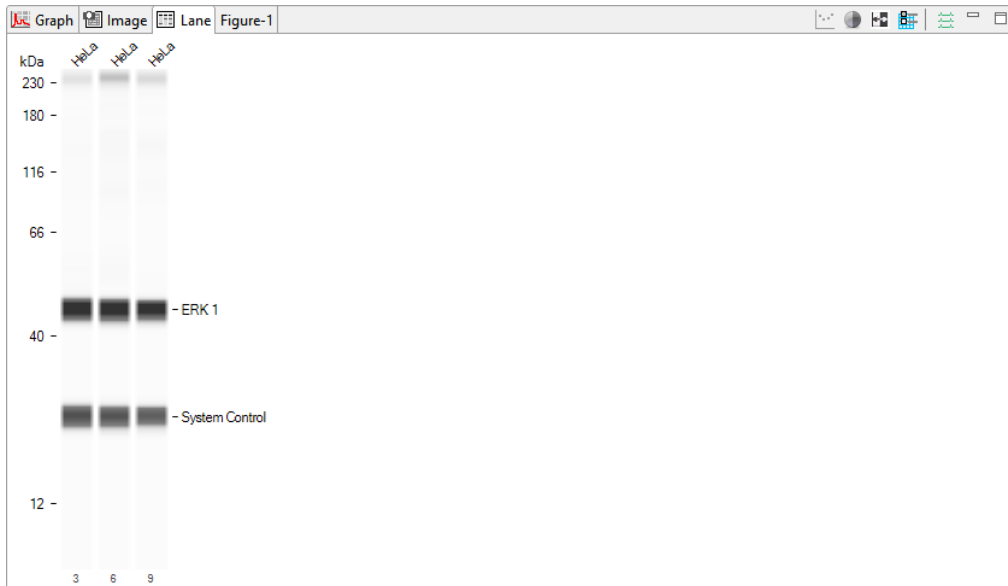 Graph Image Lane Figure-1
HeLa HeLa HeLa
kDa
230
180
116
66
ERK 1
40
System Control
12
3 6 9